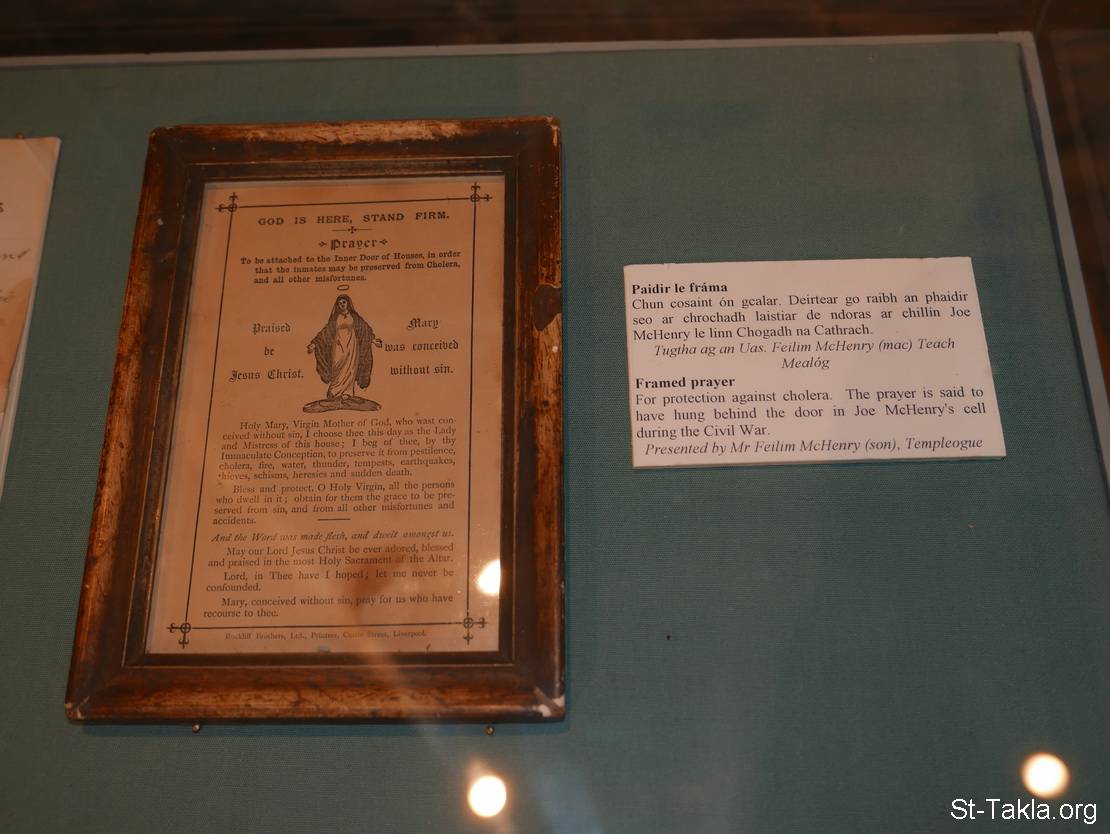 GOD IS HERE, STAND FIRM.
Prayer
To be attached to the Inner Door of Houses, in order
that the inmates may be preserved from Cholera,
and all other misfortunes.
Praised
be
Jesus Christ.
Mary
was conceived
without sin.
Holy Mary, Virgin Mother of God, who wast con-
ceived without sin, I choose thee this day as the Lady
and Mistress of this house; I beg of thee, by thy
Immaculate Conception, to preserve it from pestilence,
cholera, fire, water, thunder, tempests, earthquakes,
thieves, schisms, heresies and sudden death.
Bless and protect, O Holy Virgin, all the persons
who dwell in it; obtain for them the grace to be pre-
served from sin, and from all other misfortunes and
accidents.
And the Word was made flesh, and dwelt amongst us.
May our Lord Jesus Christ be ever adored, blessed
and praised in the most Holy Sacrament of the Altar.
Lord, in Thee have I hoped; let me never be
confounded.
Mary, conceived without sin, pray for us who have
recourse to thee.
Rockliff Brothers, Ltd., Printers, Castle Street, Liverpool.
Paidir le fráma
Chun cosaint ón gcalar. Deirtear go raibh an phaidir
seo ar chrochadh laistiar de ndoras ar chillín Joe
McHenry le linn Chogadh na Cathrach.
Tugtha ag an Uas. Feilim McHenry (mac) Teach
Mealóg
Framed prayer
For protection against cholera. The prayer is said to
have hung behind the door in Joe McHenry's cell
during the Civil War.
Presented by Mr Feilim McHenry (son), Templeogue
St-Takla.org